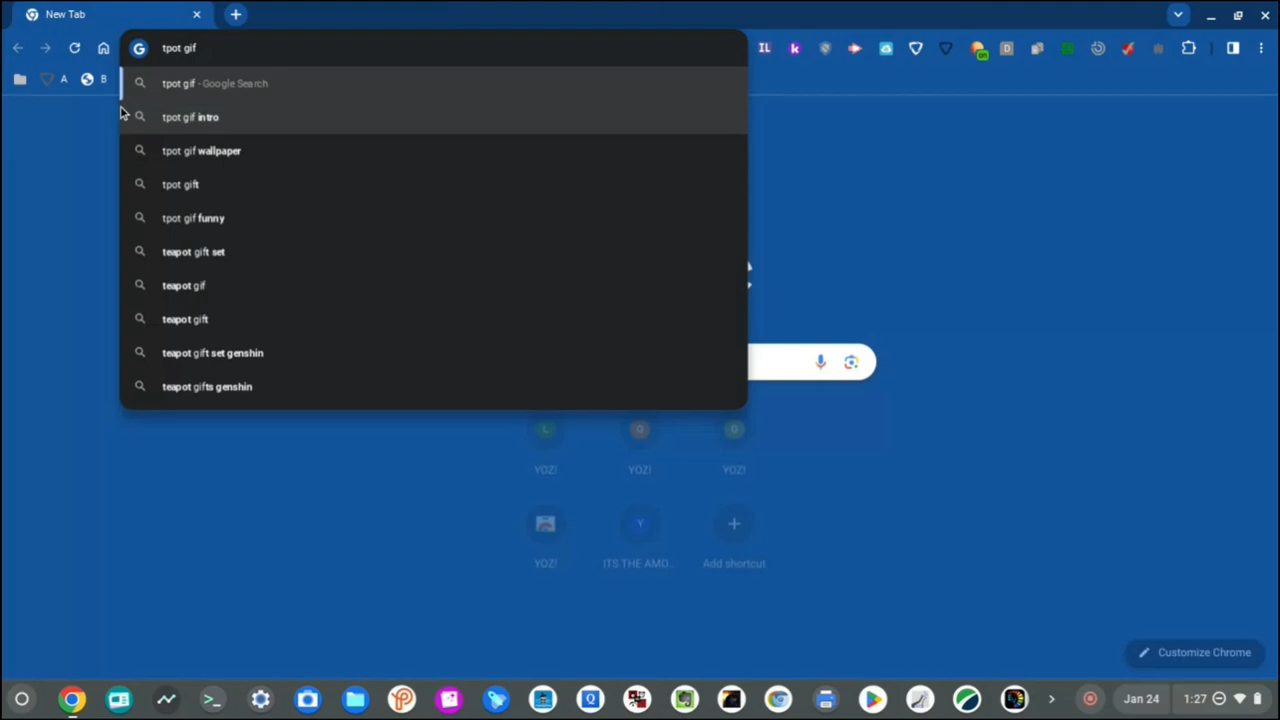 New Tab
tpot gif
IL
k
D
on
A
B
tpot gif - Google Search
tpot gif intro
tpot gif wallpaper
tpot gift
tpot gif funny
teapot gift set
teapot gif
teapot gift
teapot gift set genshin
teapot gifts genshin
L
O
G
YOZ!
YOZ!
YOZ!
Y
YOZ!
ITS THE AMO...
Add shortcut
Customize Chrome
Jan 24
1:27